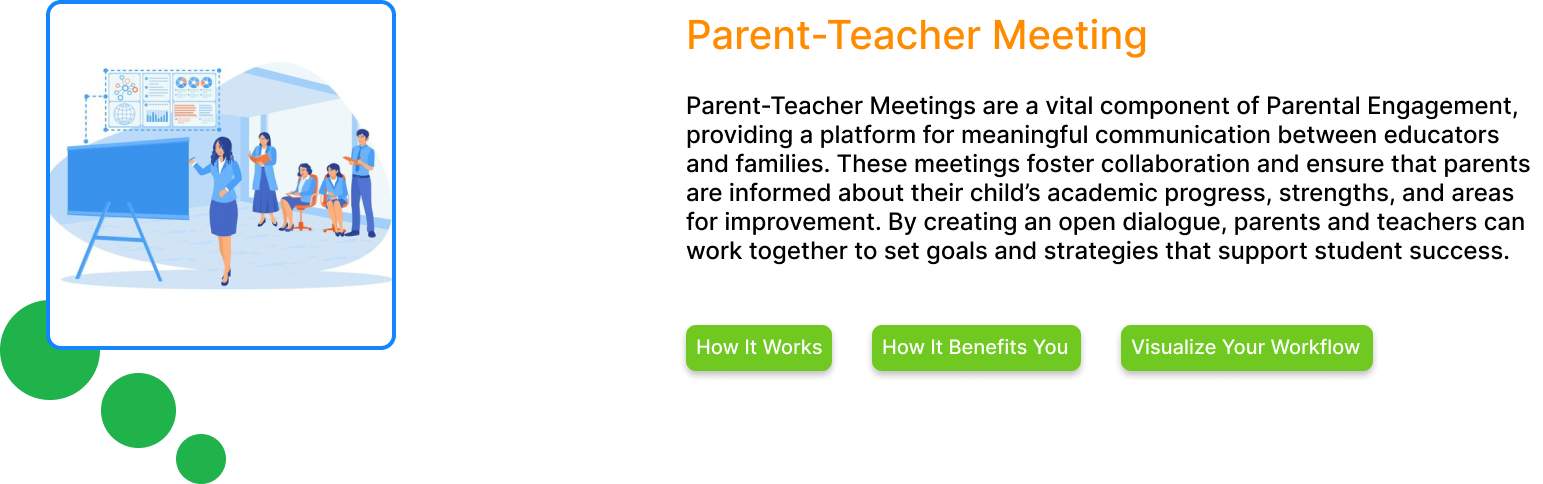 Parent-Teacher Meeting
Parent-Teacher Meetings are a vital component of Parental Engagement,
providing a platform for meaningful communication between educators
and families. These meetings foster collaboration and ensure that parents
are informed about their child’s academic progress, strengths, and areas
for improvement. By creating an open dialogue, parents and teachers can
work together to set goals and strategies that support student success.
How It Works
How It Benefits You
Visualize Your Workflow